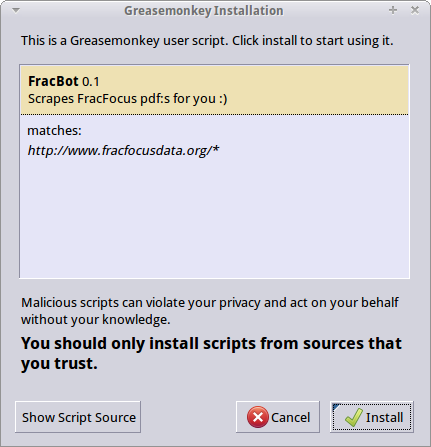 Greasemonkey Installation
This is a Greasemonkey user script. Click install to start using it.
FracBot 0.1
Scrapes FracFocus pdf:s for you :)
matches:
http://www.fracfocusdata.org/*
Malicious scripts can violate your privacy and act on your behalf
without your knowledge.
You should only install scripts from sources that
you trust.
Show Script Source
Cancel
Install